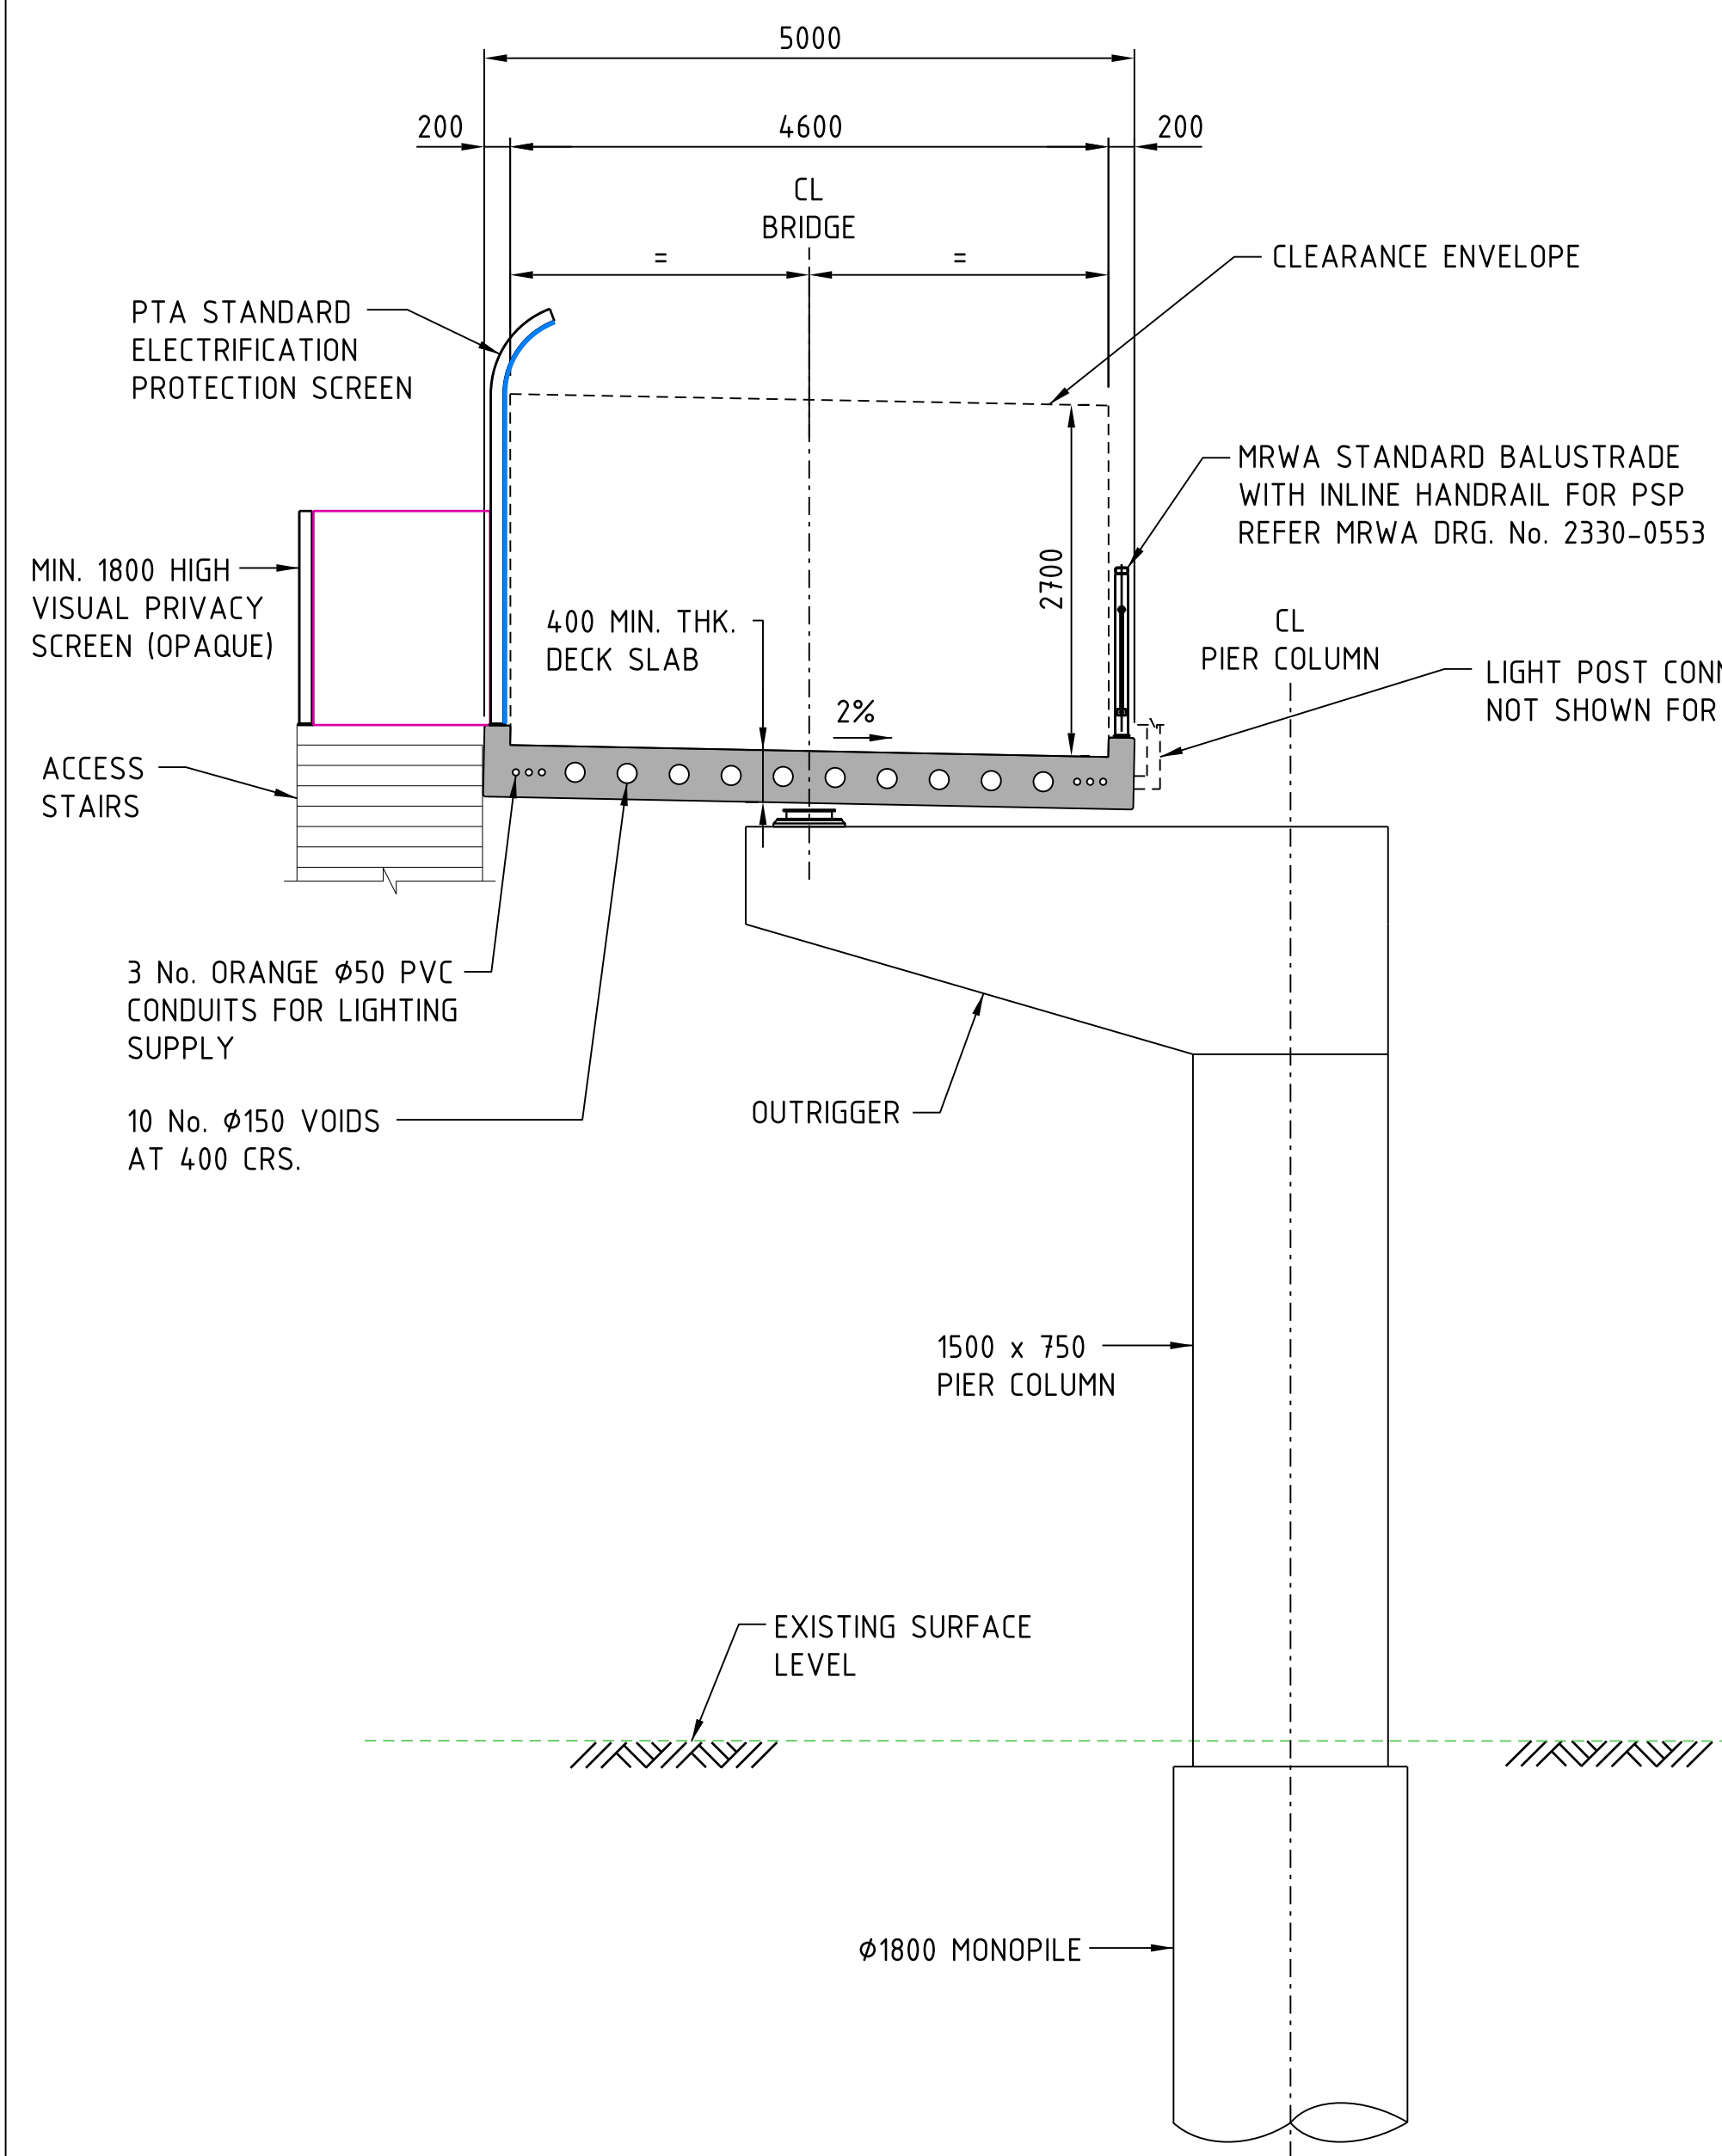 5000
200
4600
200
CL
BRIDGE
=
=
CLEARANCE ENVELOPE
PTA STANDARD
ELECTRIFICATION
PROTECTION SCREEN
MRWA STANDARD BALUSTRADE
WITH INLINE HANDRAIL FOR PSP
REFER MRWA DRG. No. 2330-0553
2700
MIN. 1800 HIGH
VISUAL PRIVACY
SCREEN (OPAQUE)
400 MIN. THK.
DECK SLAB
CL
PIER COLUMN
LIGHT POST
NOT SHOWN FOR
2%
ACCESS
STAIRS
3 No. ORANGE Ø50 PVC
CONDUITS FOR LIGHTING
SUPPLY
10 No. Ø150 VOIDS
AT 400 CRS.
OUTRIGGER
1500 x 750
PIER COLUMN
EXISTING SURFACE
LEVEL
Ø1800 MONOPILE